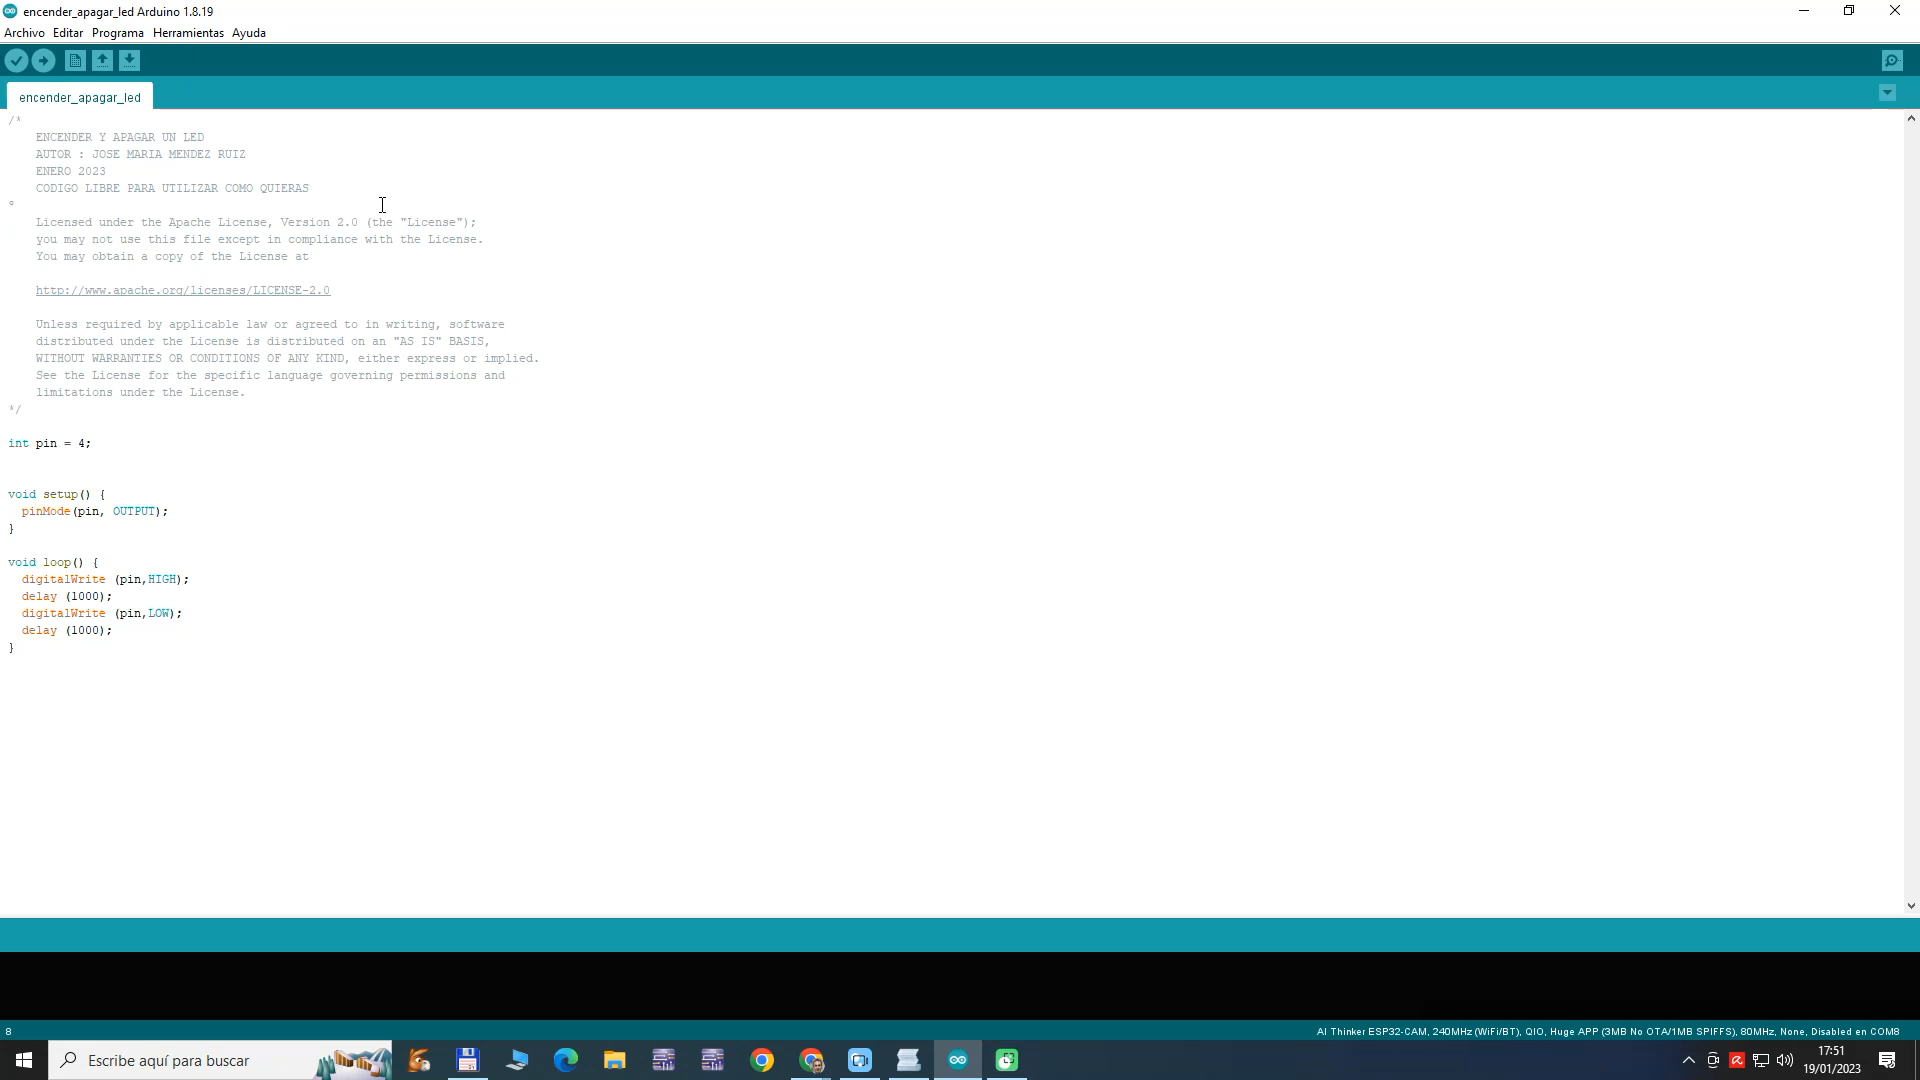 encender_apagar_led Arduino 1.8.19
Archivo Editar Programa Herramientas Ayuda
encender_apagar_led
/*
ENCENDER Y APAGAR UN LED
AUTOR : JOSE MARIA MENDEZ RUIZ
ENERO 2023
CODIGO LIBRE PARA UTILIZAR COMO QUIERAS
°
Licensed under the Apache License, Version 2.0 (the "License");
you may not use this file except in compliance with the License.
You may obtain a copy of the License at
http://www.apache.org/licenses/LICENSE-2.0
Unless required by applicable law or agreed to in writing, software
distributed under the License is distributed on an "AS IS" BASIS,
WITHOUT WARRANTIES OR CONDITIONS OF ANY KIND, either express or implied.
See the License for the specific language governing permissions and
limitations under the License.
*/
int pin = 4;
void setup() {
pinMode(pin, OUTPUT);
}
void loop() {
digitalWrite (pin,HIGH);
delay (1000);
digitalWrite (pin,LOW);
delay (1000);
}
8
AI Thinker ESP32-CAM, 240MHz (WiFi/BT), QIO, Huge APP (3MB No OTA/1MB SPIFFS), 80MHz, None, Disabled en COM8
Escribe aquí para buscar
17:51
19/01/2023